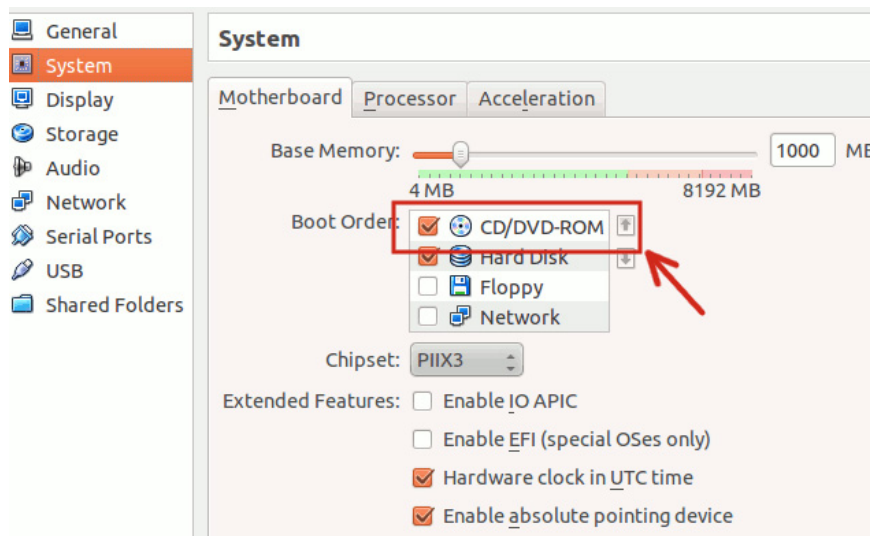 General
System
Display
Storage
Audio
Network
Serial Ports
USB
Shared Folders
System
Motherboard Processor Acceleration
Base Memory: 1000 MB
4 MB 8192 MB
Boot Order: CD/DVD-ROM
Hard Disk
Floppy
Network
Chipset: PIIX3
Extended Features: Enable IO APIC
Enable EFI (special OSes only)
Hardware clock in UTC time
Enable absolute pointing device